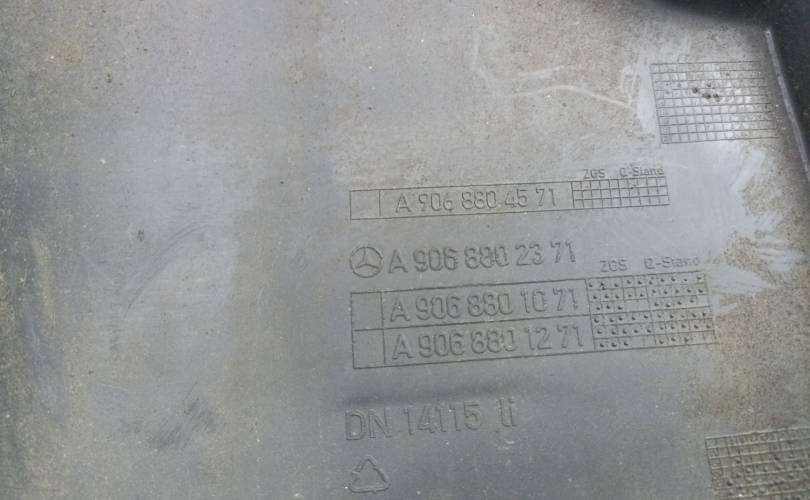 ZGS Q-Stand
A 906 880 45 71
A 906 880 23 71
ZGS Q-Stand
A 906 880 10 71
A 906 880 12 71
DN 14115 li